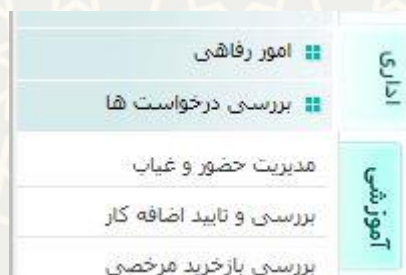 امور رفاهی
بررسی درخواست ها
مدیریت حضور و غیاب
بررسی و تایید اضافه کار
بررسی بازخرید مرخصی
اداری
آموزشی